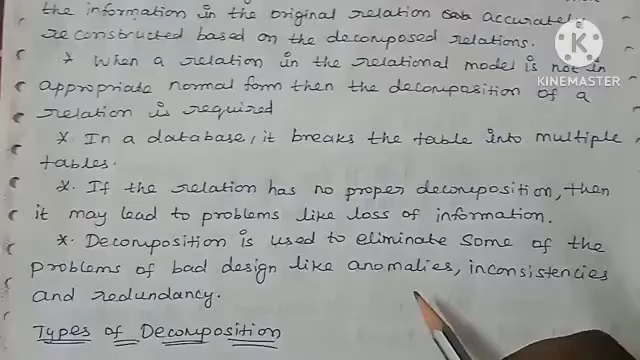 the information in the original relation can accurately
reconstructed based on the decomposed relations.
* When a relation in the relational model is not in
appropriate normal form then the decomposition of a
relation is required
* In a database, it breaks the table into multiple
tables.
* If the relation has no proper decomposition, then
it may lead to problems like loss of information.
* Decomposition is used to eliminate some of the
problems of bad design like anomalies, inconsistencies
and redundancy.
Types of Decomposition
KINEMASTER